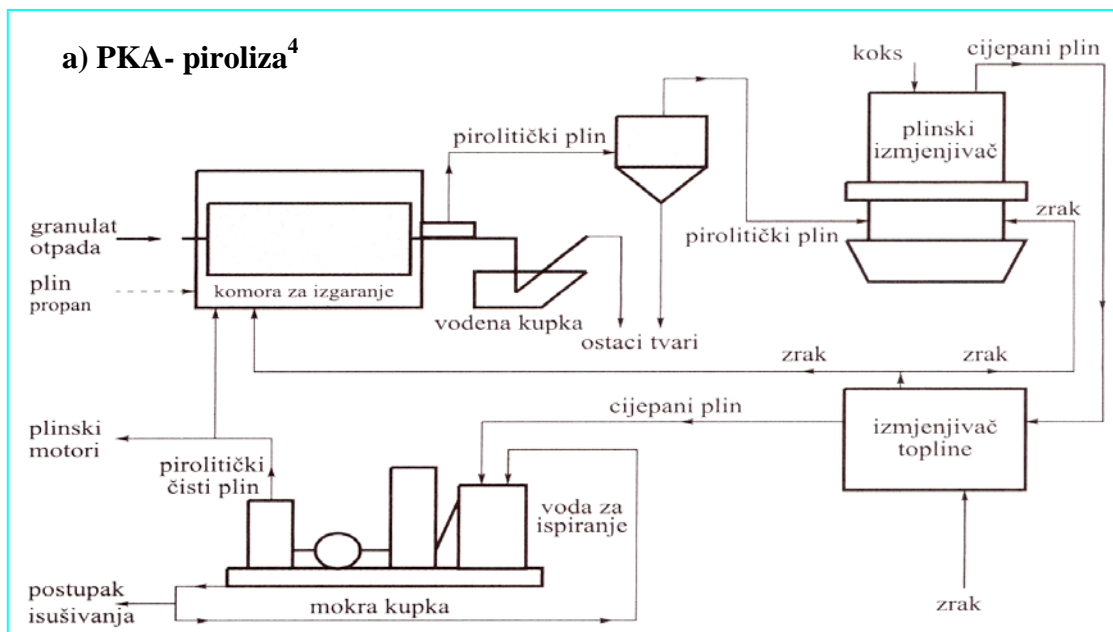 a) PKA- piroliza4
koks
cijepani plin
plinski
izmjenjivač
pirolitički plin
zrak
granulat
otpada
pirolitički plin
plin
propan
komora za izgaranje
vodena kupka
ostaci tvari
zrak
zrak
cijepani plin
izmjenjivač
topline
plinski
motori
pirolitički
čisti plin
voda za
ispiranje
postupak
isušivanja
mokra kupka
zrak